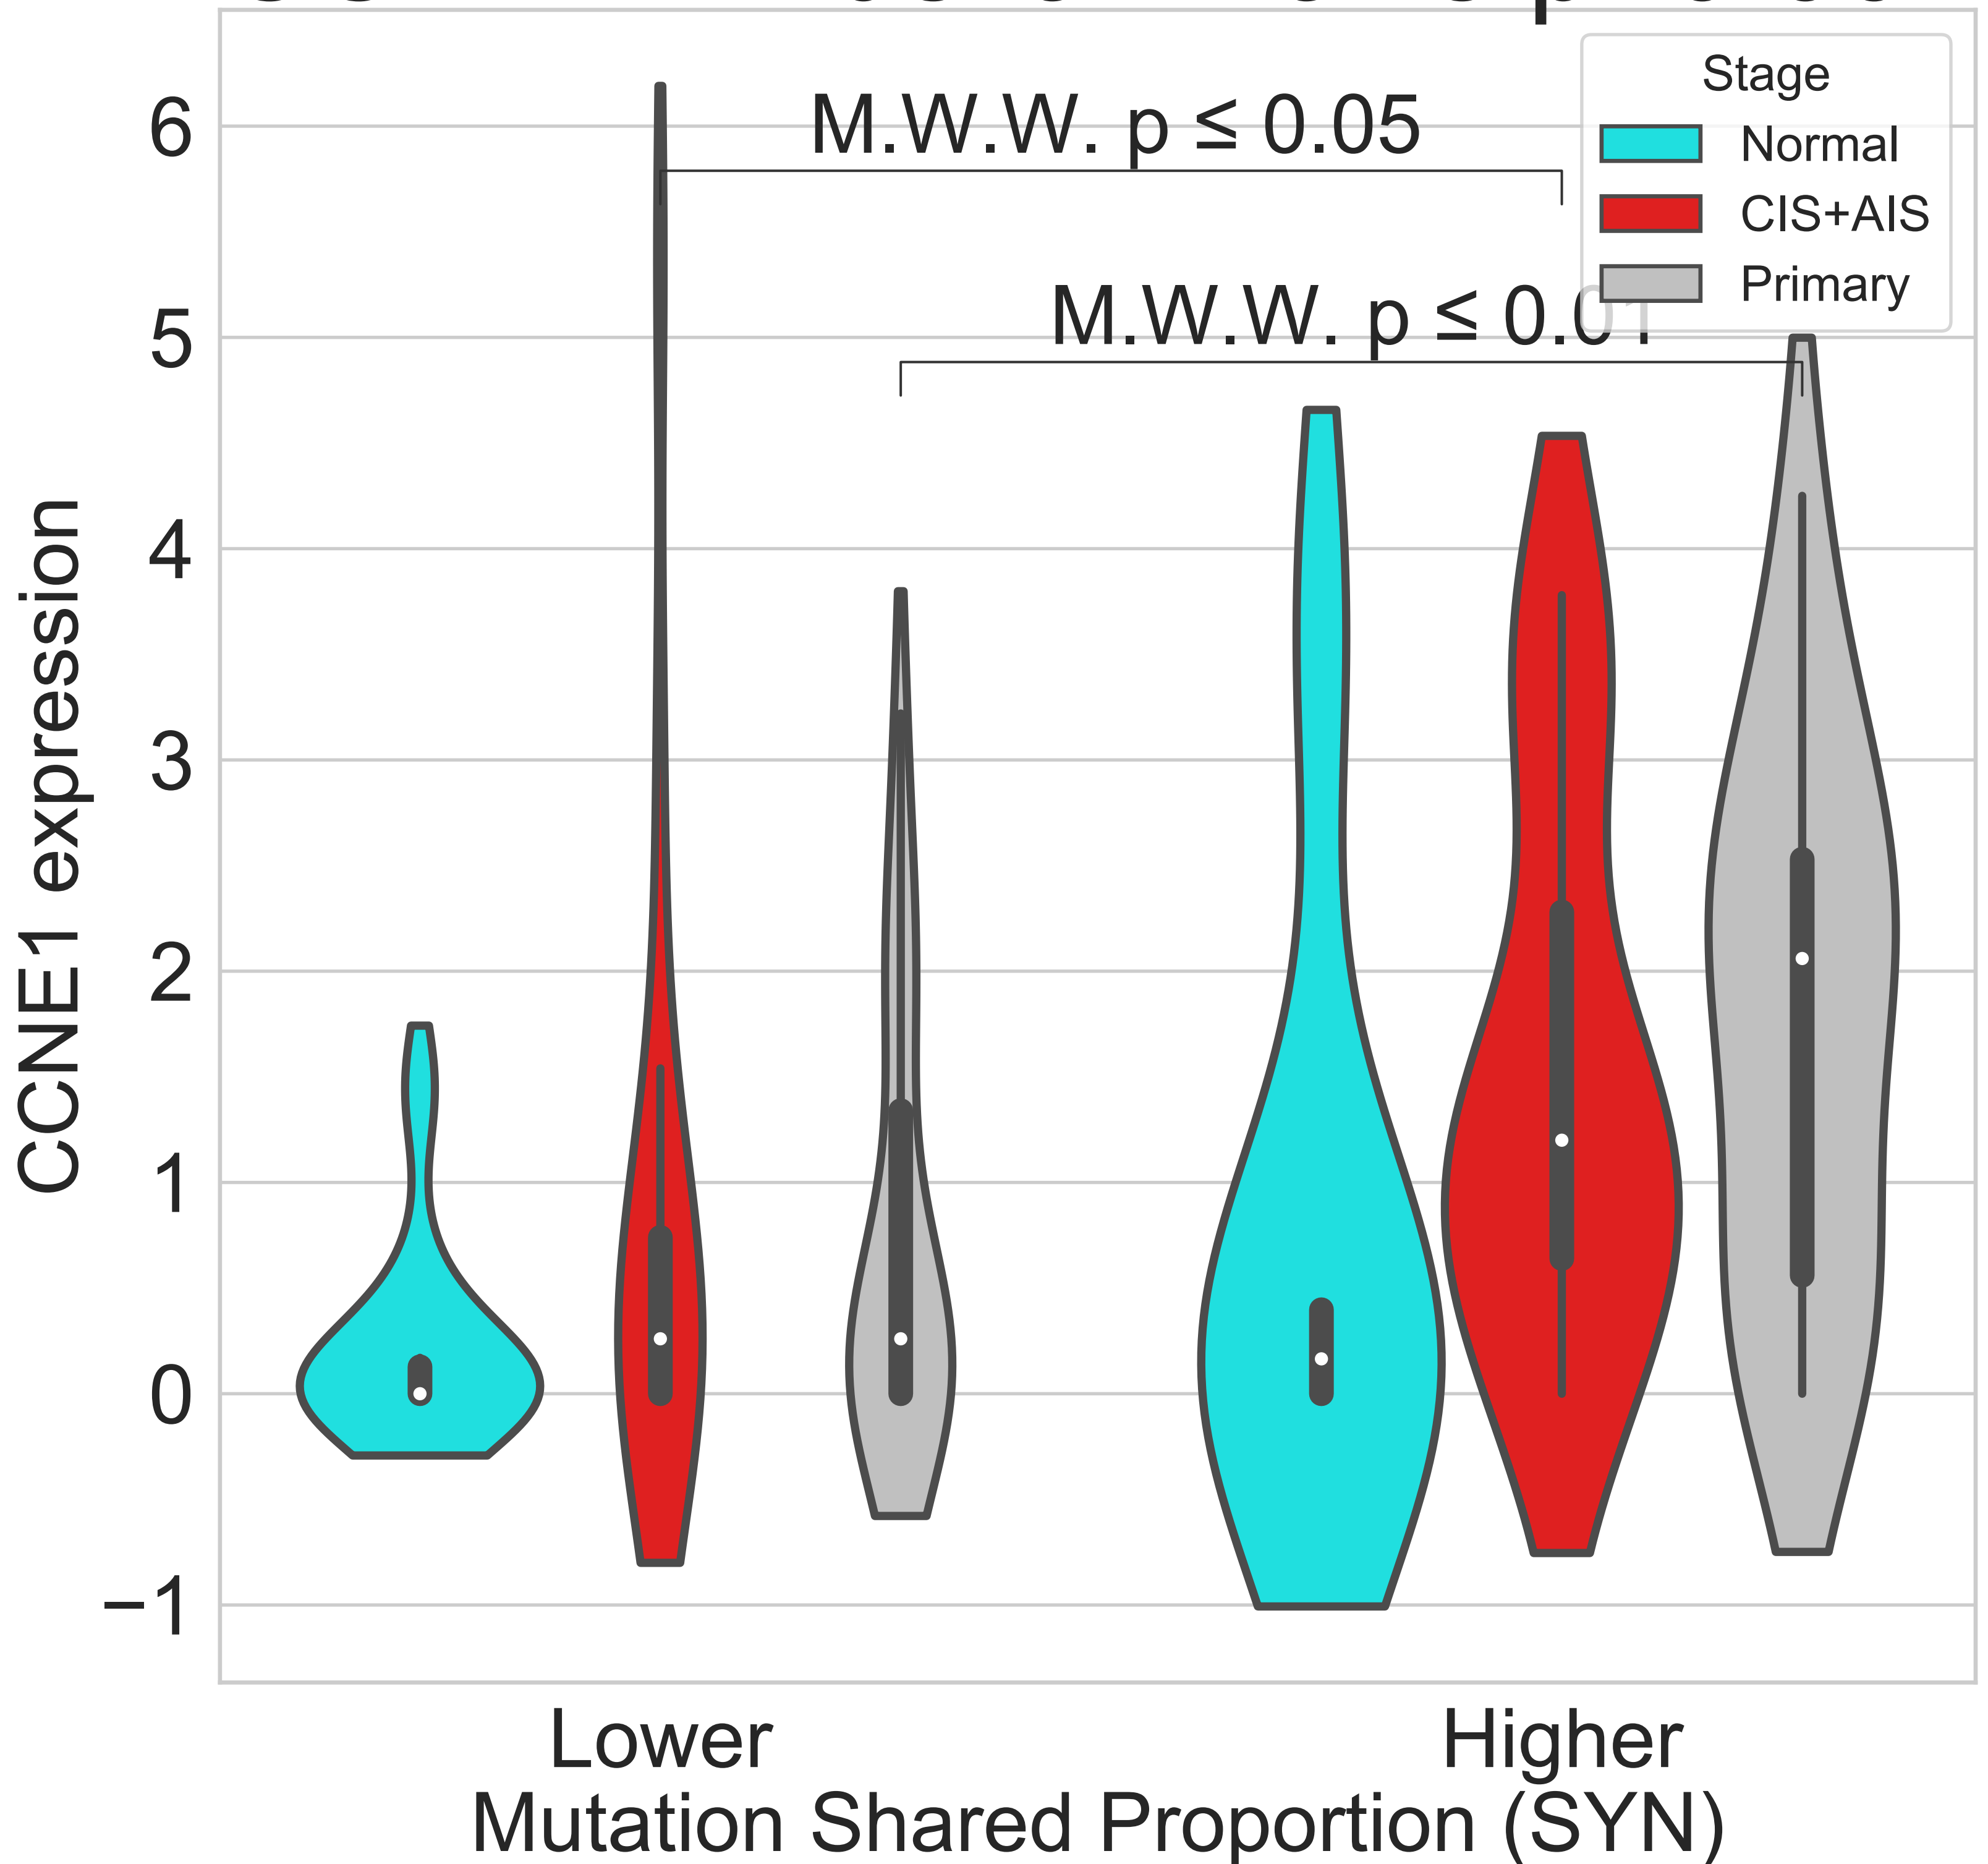 Stage
Normal
CIS+AIS
Primary
M.W.W. p ≤ 0.05
M.W.W. p ≤ 0.01
6
5
4
3
2
1
0
−1
CCNE1 expression
Lower
Higher
Mutation Shared Proportion (SYN)